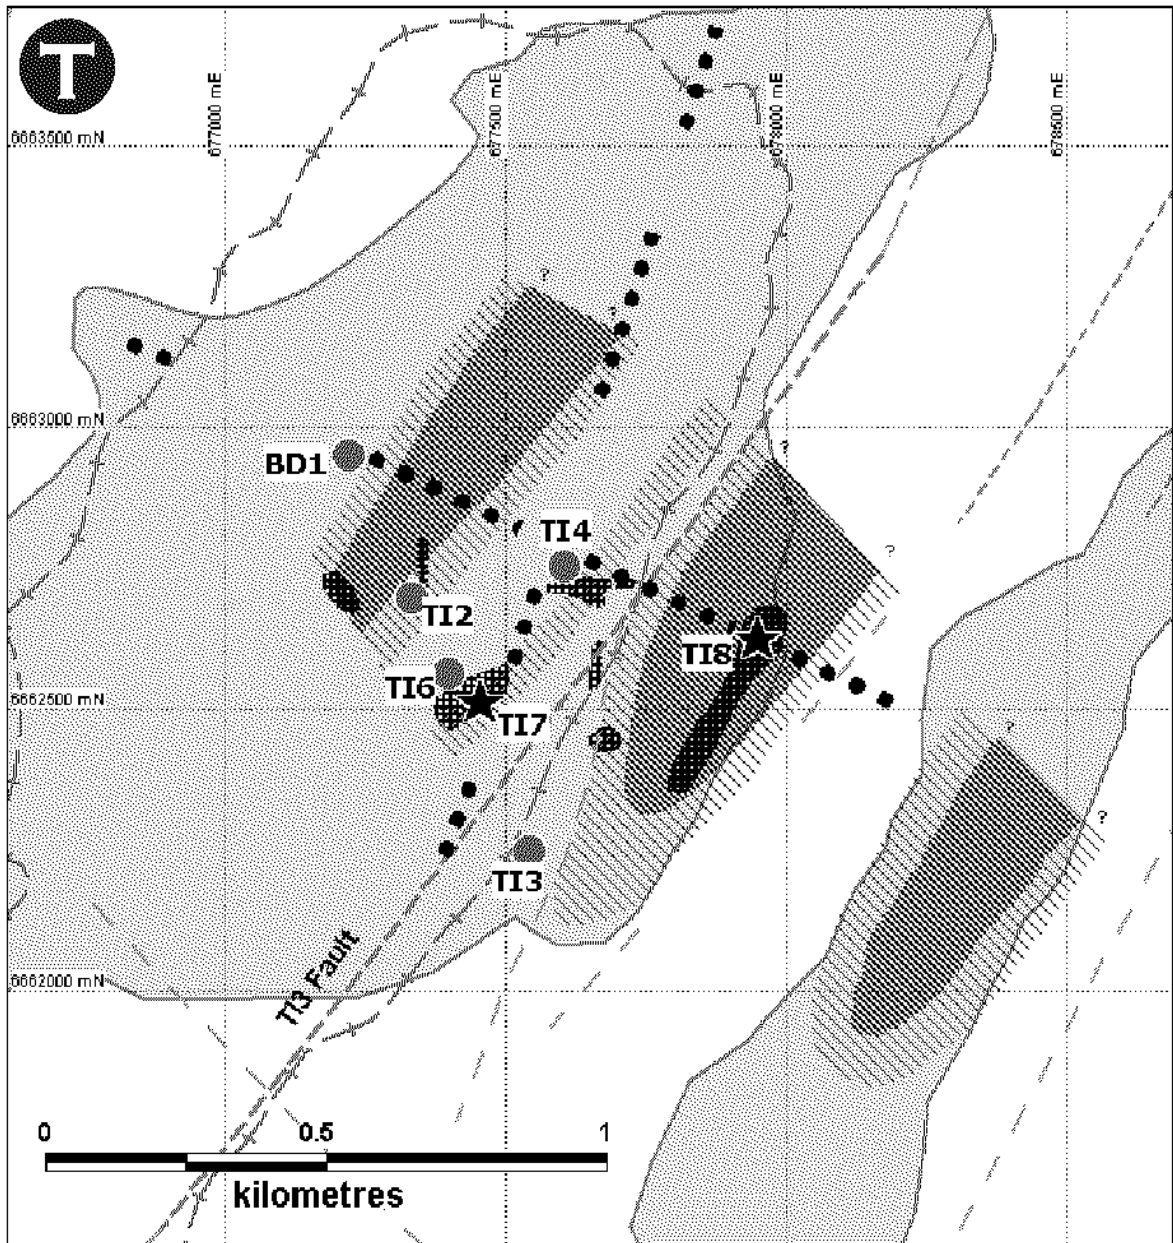 T
677000 mE
677500 mE
678000 mE
678500 mE
6663500 mN
?
?
6663000 mN
BD1
?
TI4
?
TI2
TI8
TI6
6662500 mN
TI7
?
?
TI3
TI3 Fault
6662000 mN
0 0.5 1
kilometres